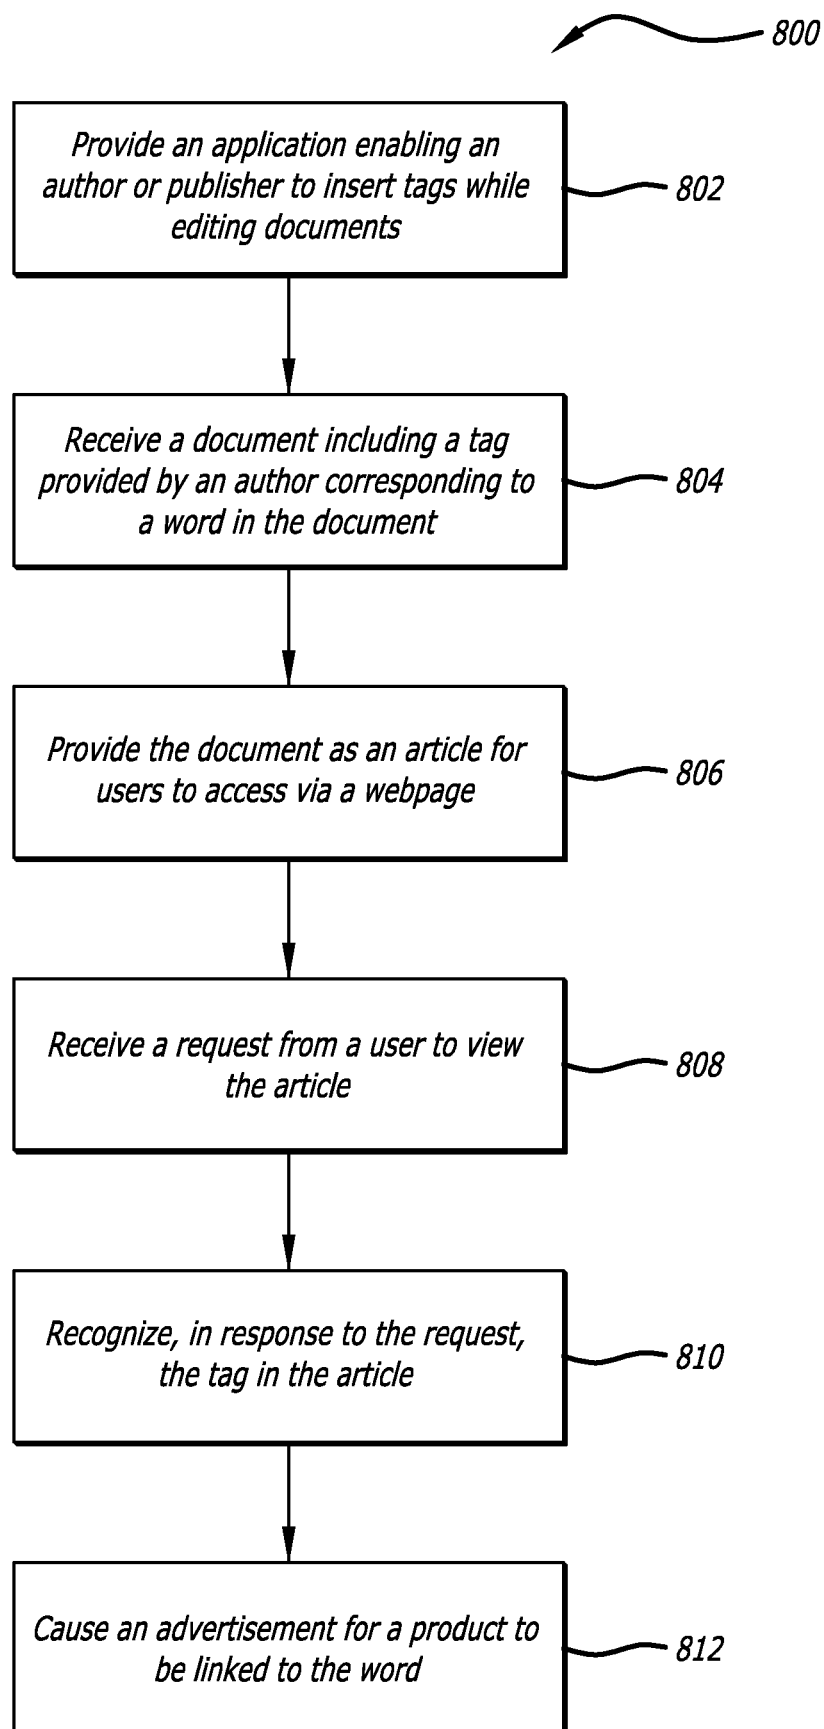 800
Provide an application enabling an
author or publisher to insert tags while
editing documents
802
Receive a document including a tag
provided by an author corresponding to
a word in the document
804
Provide the document as an article for
users to access via a webpage
806
Receive a request from a user to view
the article
808
Recognize, in response to the request,
the tag in the article
810
Cause an advertisement for a product to
be linked to the word
812